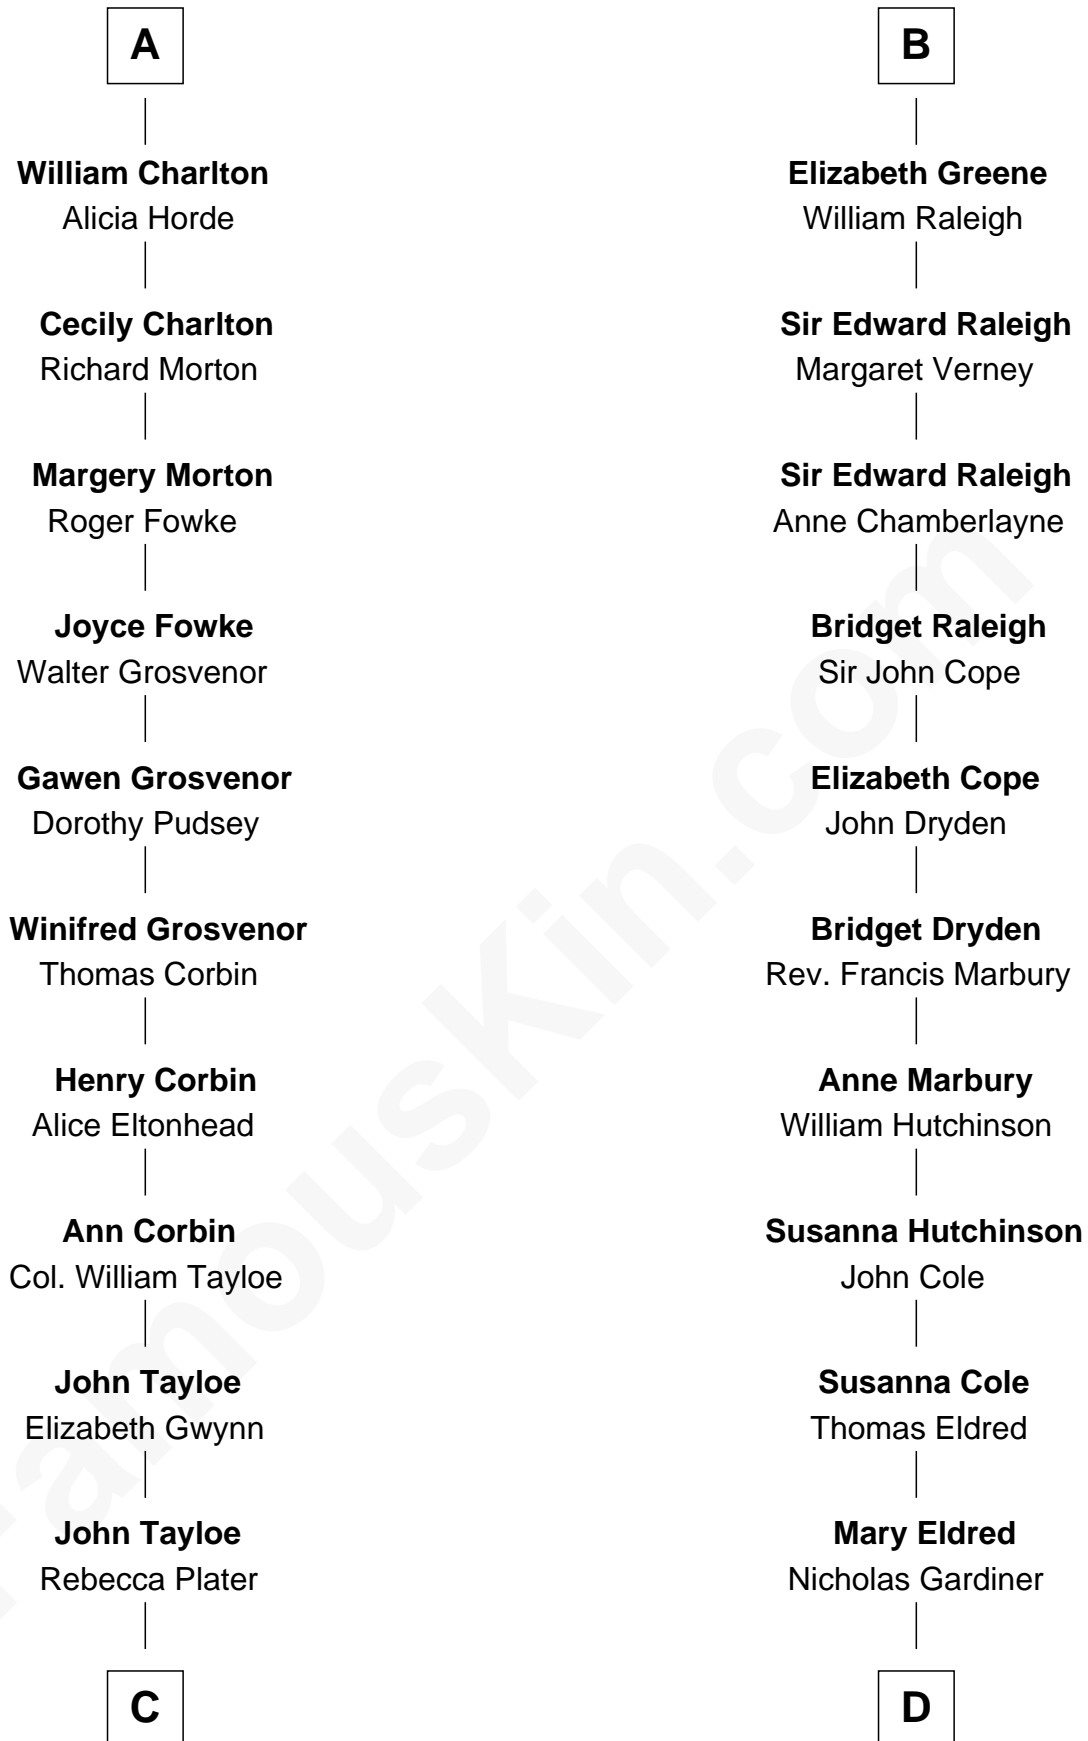 A
William Charlton
Alicia Horde
Cecily Charlton
Richard Morton
Margery Morton
Roger Fowke
Joyce Fowke
Walter Grosvenor
Gawen Grosvenor
Dorothy Pudsey
Winifred Grosvenor
Thomas Corbin
Henry Corbin
Alice Eltonhead
Ann Corbin
Col. William Tayloe
John Tayloe
Elizabeth Gwynn
John Tayloe
Rebecca Plater
C
B
Elizabeth Greene
William Raleigh
Sir Edward Raleigh
Margaret Verney
Sir Edward Raleigh
Anne Chamberlayne
Bridget Raleigh
Sir John Cope
Elizabeth Cope
John Dryden
Bridget Dryden
Rev. Francis Marbury
Anne Marbury
William Hutchinson
Susanna Hutchinson
John Cole
Susanna Cole
Thomas Eldred
Mary Eldred
Nicholas Gardiner
D
FamousKin.com